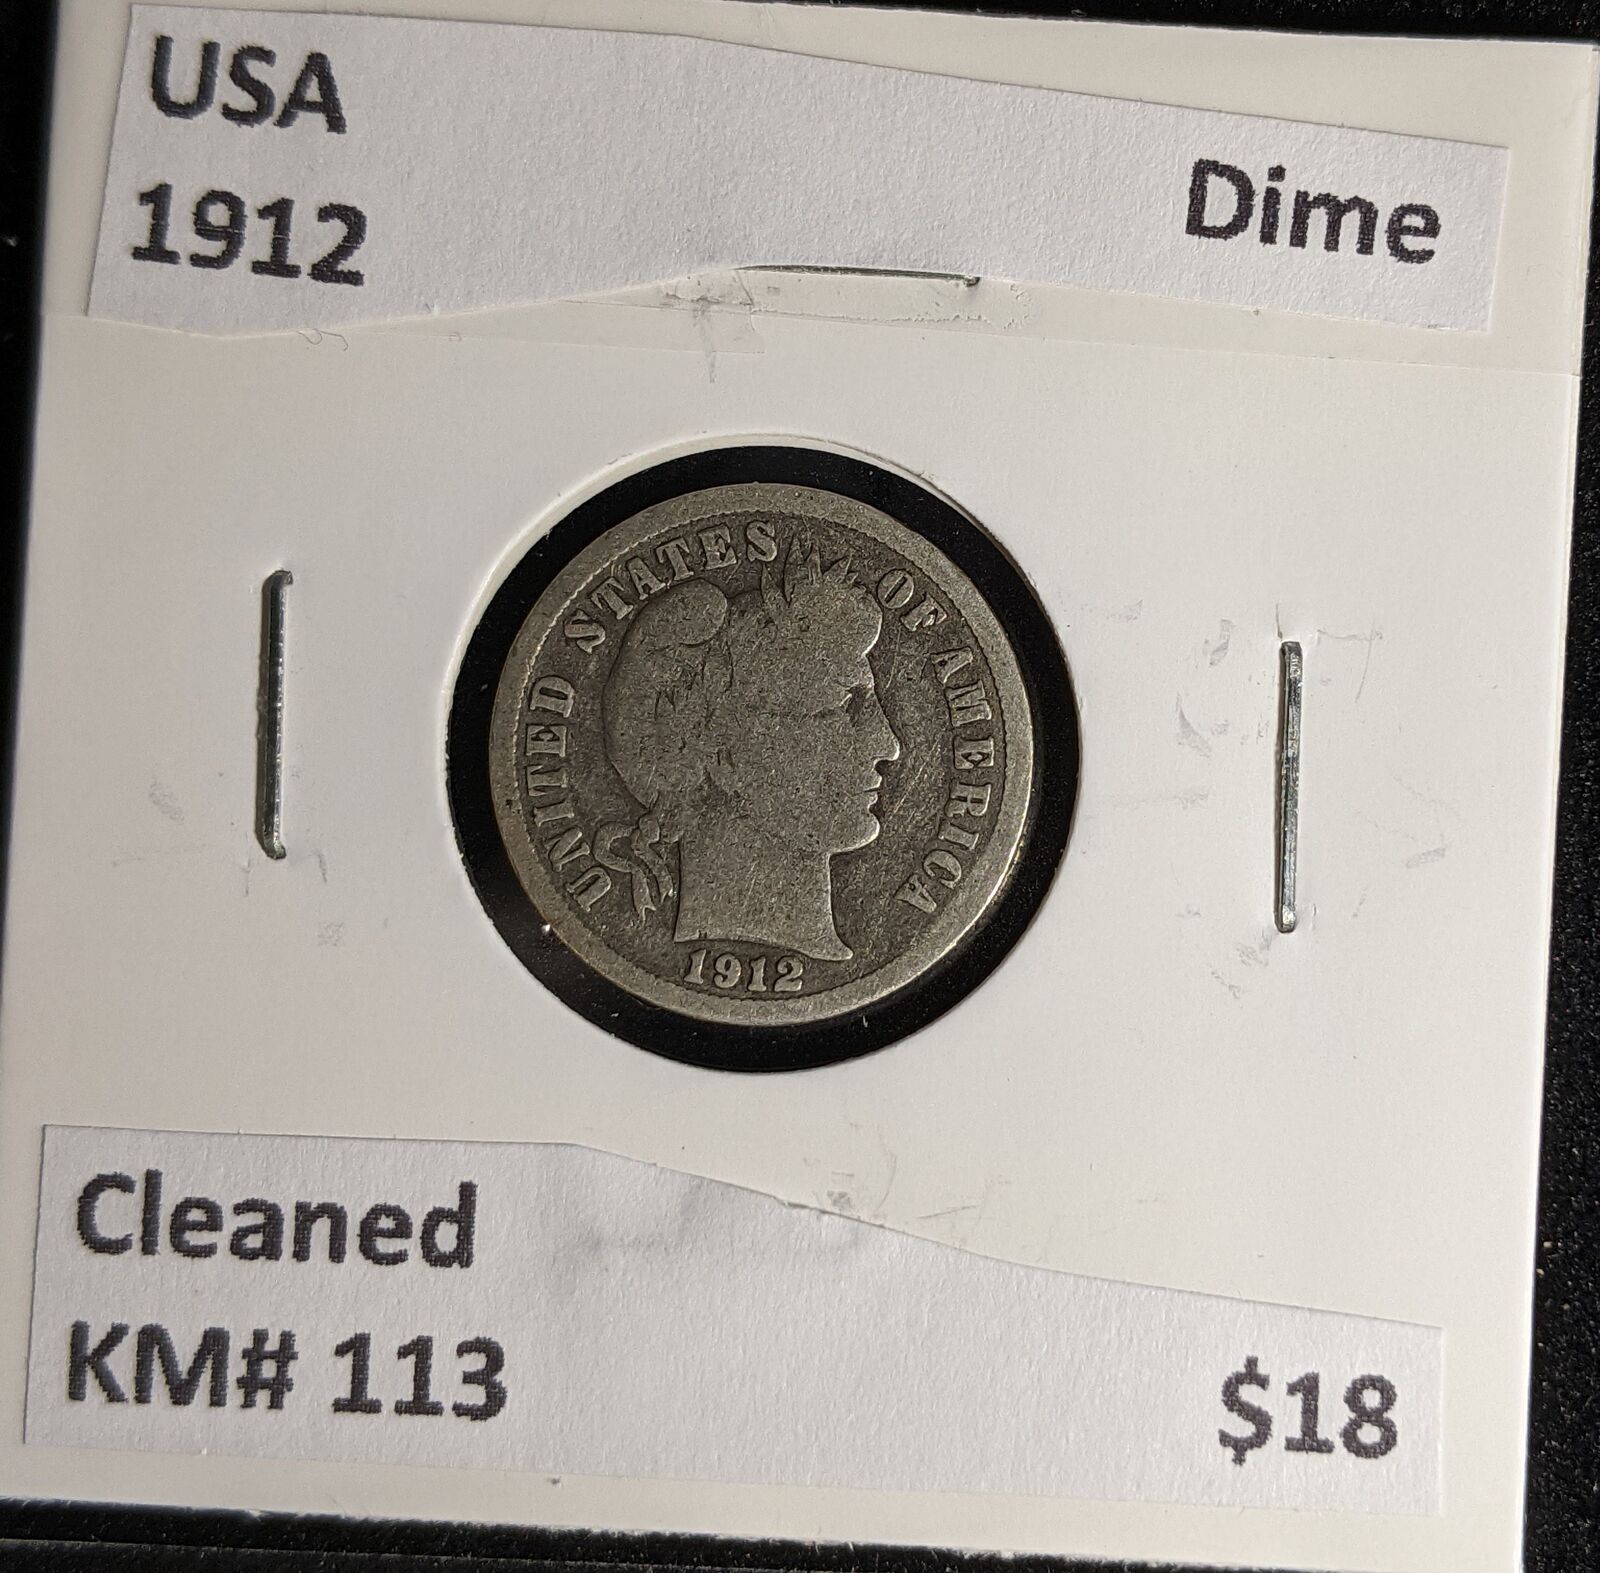 USA
1912
Dime
UNITED STATES OF AMERICA
1912
Cleaned
KM# 113
$18